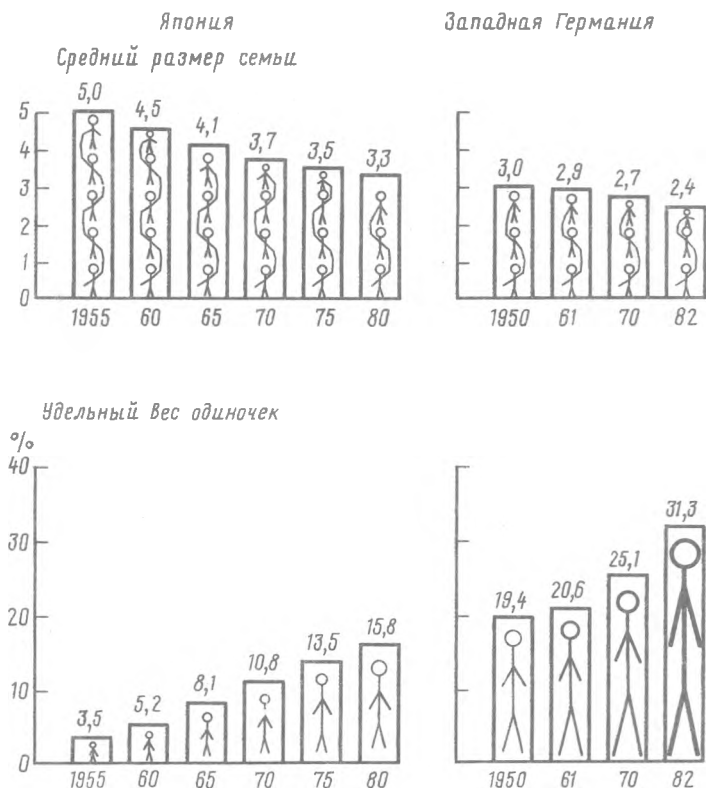 Япония Западная Германия
Средний размер семьи
5,0 4,5 4,1 3,7 3,5 3,3
5
4
3
2
1
0
1955 60 65 70 75 80
3,0 2,9 2,7 2,4
1950 61 70 82
Удельный вес одиночек
%
40
30
20
10
0
3,5 5,2 8,1 10,8 13,5 15,8
1955 60 65 70 75 80
19,4 20,6 25,1 31,3
1950 61 70 82